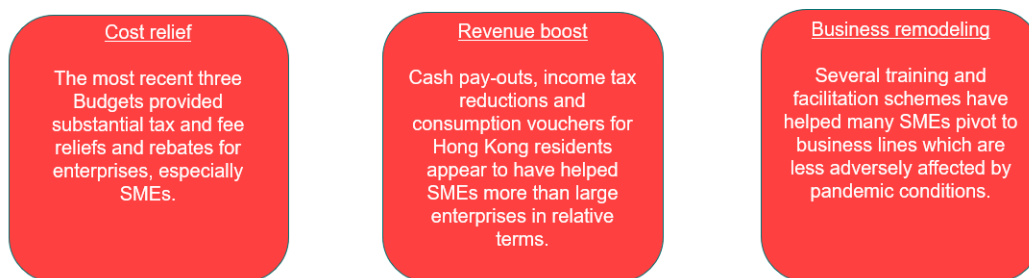 Cost relief
The most recent three
Budgets provided
substantial tax and fee
reliefs and rebates for
enterprises, especially
SMEs.
Revenue boost
Cash pay-outs, income tax
reductions and
consumption vouchers for
Hong Kong residents
appear to have helped
SMEs more than large
enterprises in relative
terms.
Business remodeling
Several training and
facilitation schemes have
helped many SMEs pivot to
business lines which are
less adversely affected by
pandemic conditions.